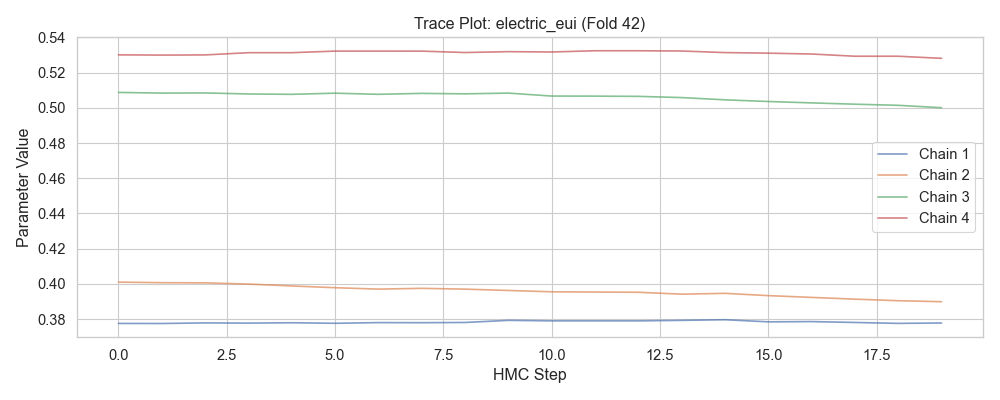 Trace Plot: electric_eui (Fold 42)
Parameter Value
0.54
0.52
0.50
0.48
0.46
0.44
0.42
0.40
0.38
Chain 1
Chain 2
Chain 3
Chain 4
0.0 2.5 5.0 7.5 10.0 12.5 15.0 17.5
HMC Step